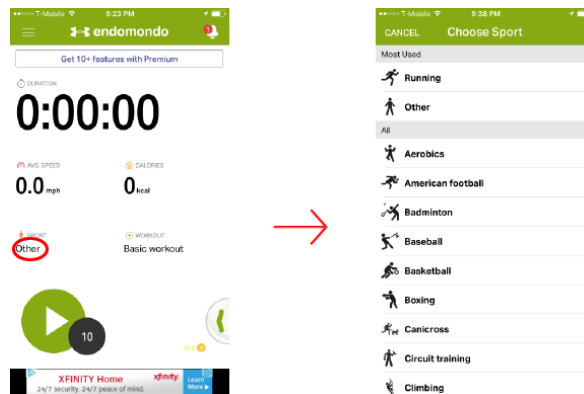 T-Mobile 9:23 PM
endomondo
Get 10+ features with Premium
DURATION
0:00:00
AVG. SPEED
CALORIES
0.0 mph
0 kcal
SPORT
WORKOUT
Other
Basic workout
10
GPS
XFINITY Home
xfinity
Learn More
24/7 security. 24/7 peace of mind.
T-Mobile 9:38 PM
CANCEL Choose Sport
Most Used
Running
Other
All
Aerobics
American football
Badminton
Baseball
Basketball
Boxing
Canicross
Circuit training
Climbing